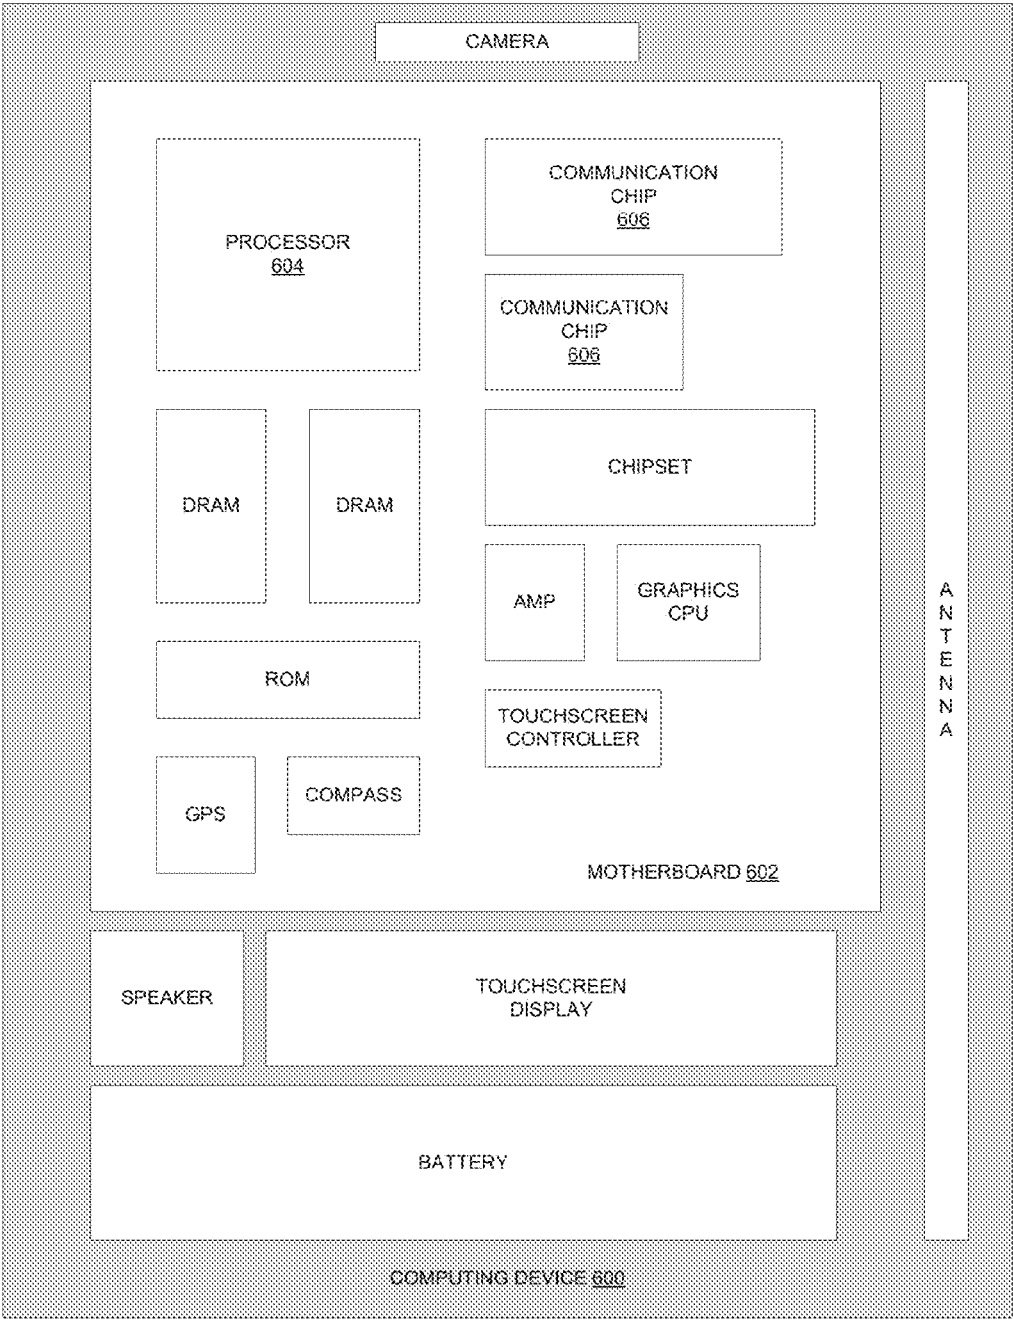 CAMERA
PROCESSOR
604
COMMUNICATION
CHIP
606
COMMUNICATION
CHIP
606
DRAM
DRAM
CHIPSET
AMP
GRAPHICS
CPU
ROM
TOUCHSCREEN
CONTROLLER
GPS
COMPASS
MOTHERBOARD 602
ANTENNA
SPEAKER
TOUCHSCREEN
DISPLAY
BATTERY
COMPUTING DEVICE 600